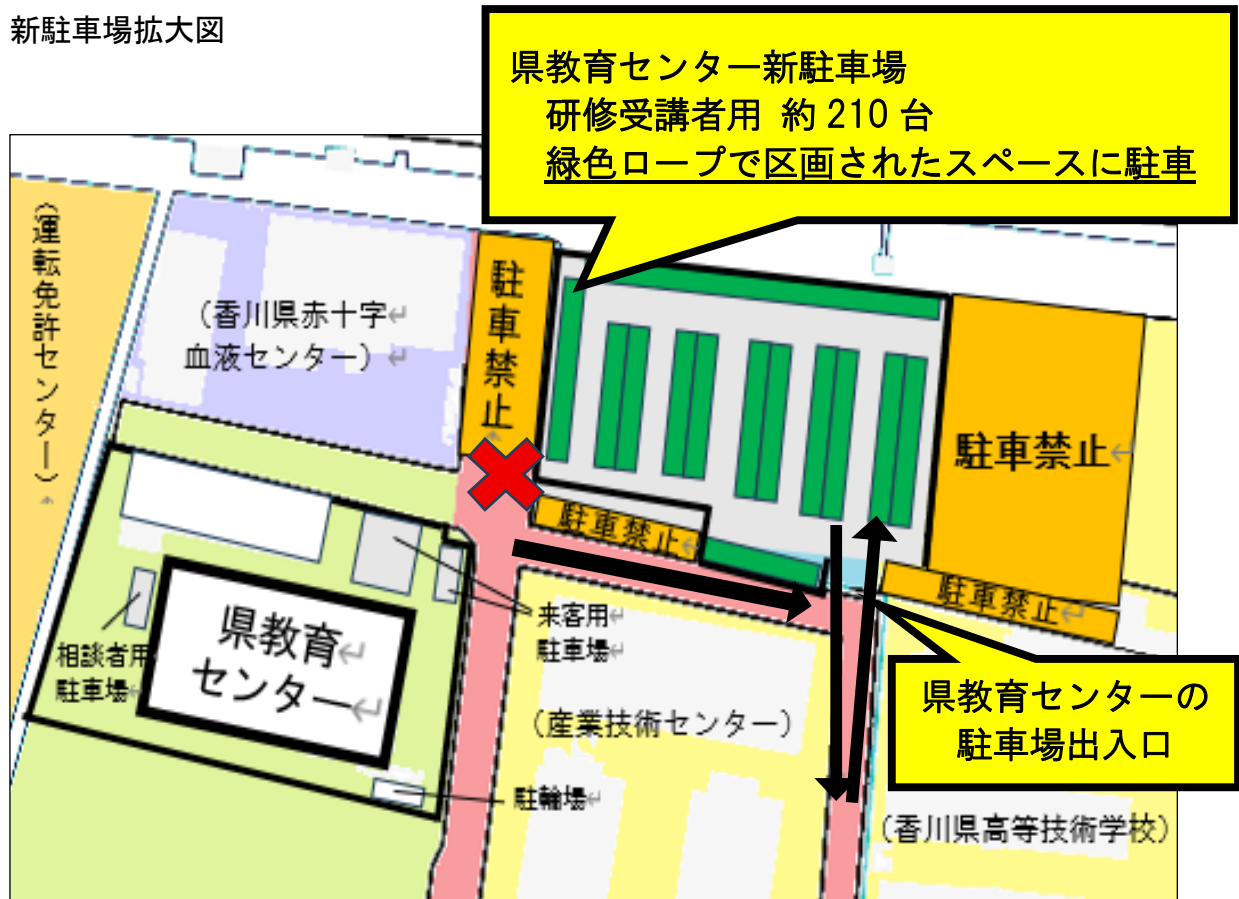 新駐車場拡大図
県教育センター新駐車場
研修受講者用 約210台
緑色ロープで区画されたスペースに駐車
（運転免許センター）
（香川県赤十字
血液センター）
駐車禁止
駐車禁止
駐車禁止
駐車禁止
来客用
駐車場
県教育
センター
相談者用
駐車場
（産業技術センター）
県教育センターの
駐車場出入口
駐輪場
（香川県高等技術学校）